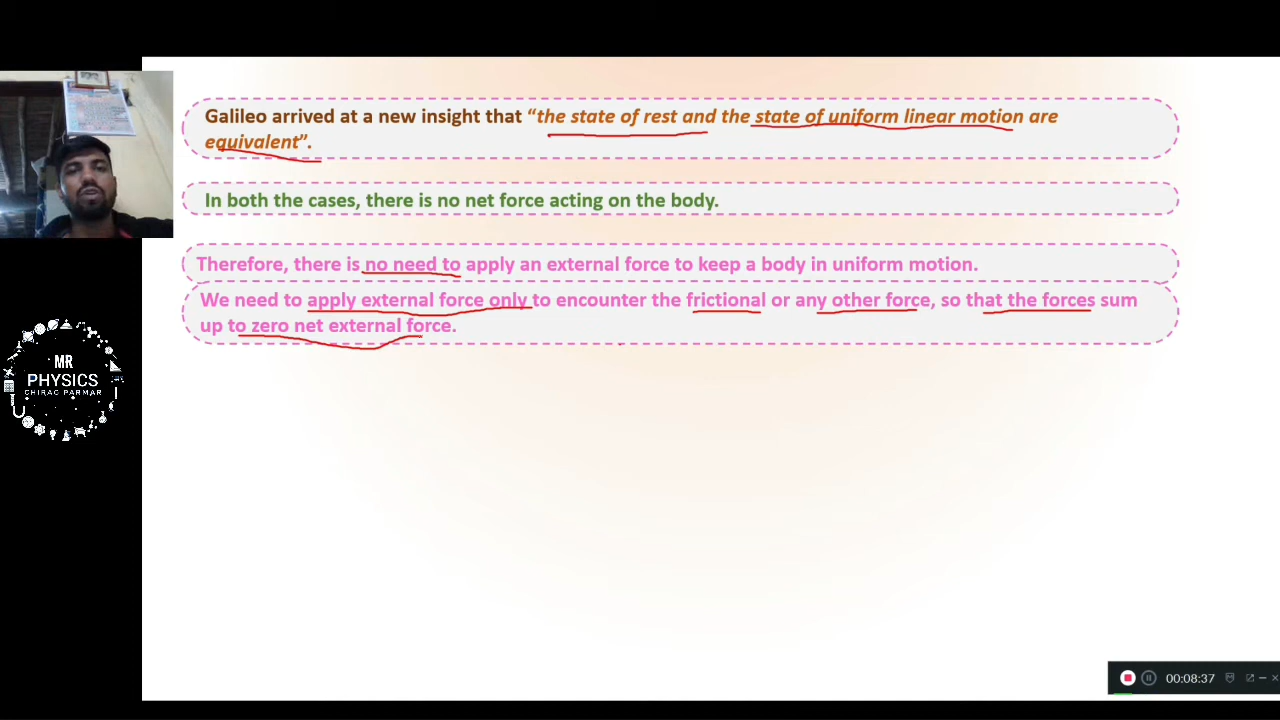 Galileo arrived at a new insight that “the state of rest and the state of uniform linear motion are
equivalent”.
In both the cases, there is no net force acting on the body.
Therefore, there is no need to apply an external force to keep a body in uniform motion.
We need to apply external force only to encounter the frictional or any other force, so that the forces sum
up to zero net external force.
MR
PHYSICS
CHIRAG PARMAR
00:08:37